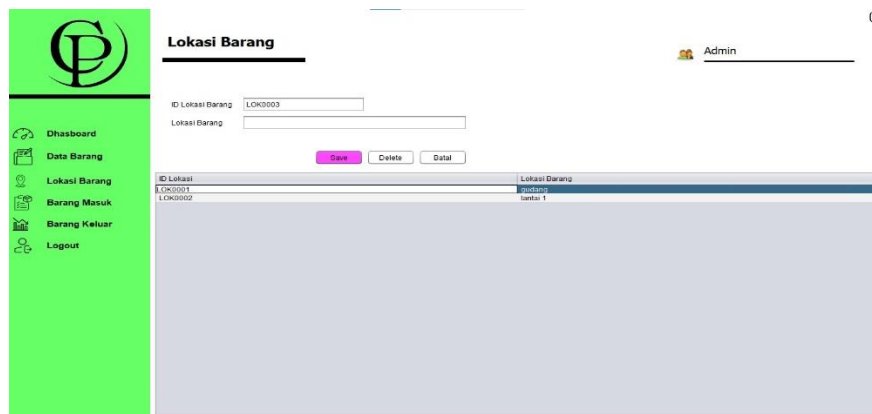 CP
Lokasi Barang
Admin
ID Lokasi Barang LOK0003
Lokasi Barang
Dhasboard
Data Barang
Lokasi Barang
Barang Masuk
Barang Keluar
Logout
Save Delete Batal
ID Lokasi Lokasi Barang
LOK0001 gudang
LOK0002 lantai 1